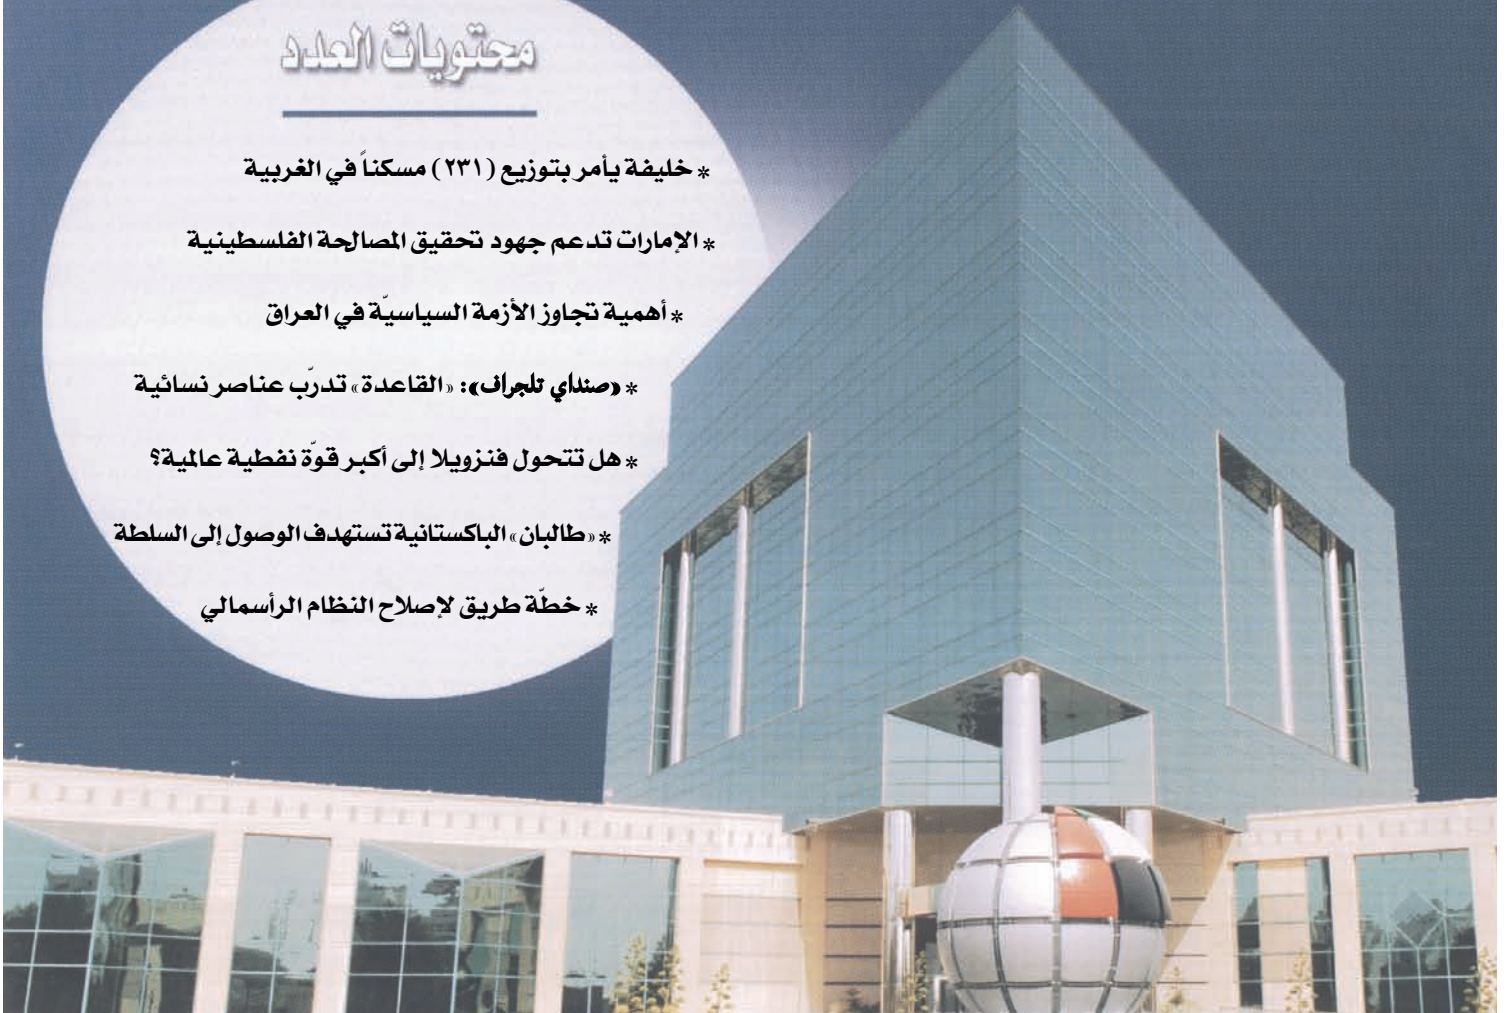 محتويات العدد
* خليفة يأمر بتوزيع (٢٣١) مسكناً في الغربية
* الإمارات تدعم جهود تحقيق المصالحة الفلسطينية
* أهمية تجاوز الأزمة السياسيّة في العراق
* «صنداي تلجراف»: «القاعدة» تدرّب عناصر نسائية
* هل تتحول فنزويلا إلى أكبر قوّة نفطية عالمية؟
* «طالبان» الباكستانية تستهدف الوصول إلى السلطة
* خطّة طريق لإصلاح النظام الرأسمالي